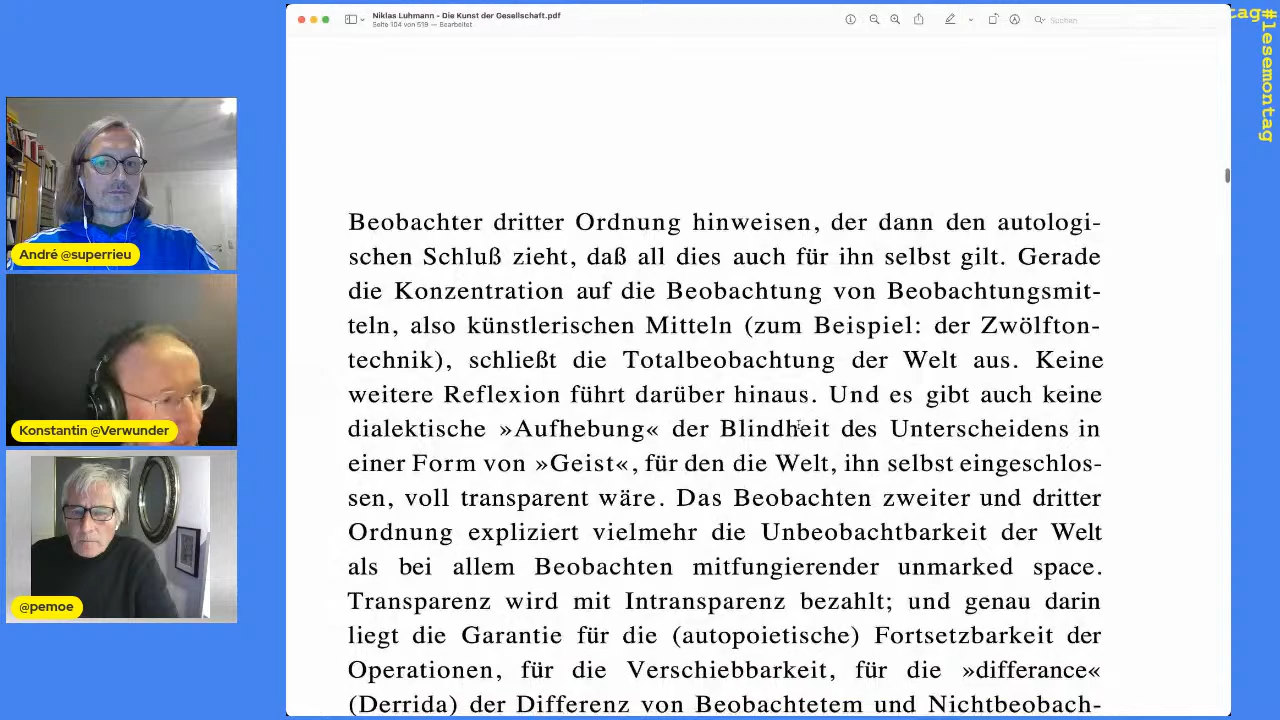 Niklas Luhmann - Die Kunst der Gesellschaft.pdf
Seite 154 von 519 — Bearbeitet
Suchen
tag#
lesemontag
André @superrieu
Konstantin @Verwunder
@pemoe
Beobachter dritter Ordnung hinweisen, der dann den autologi-
schen Schluß zieht, daß all dies auch für ihn selbst gilt. Gerade
die Konzentration auf die Beobachtung von Beobachtungsmit-
teln, also künstlerischen Mitteln (zum Beispiel: der Zwölfton-
technik), schließt die Totalbeobachtung der Welt aus. Keine
weitere Reflexion führt darüber hinaus. Und es gibt auch keine
dialektische »Aufhebung« der Blindheit des Unterscheidens in
einer Form von »Geist«, für den die Welt, ihn selbst eingeschlos-
sen, voll transparent wäre. Das Beobachten zweiter und dritter
Ordnung expliziert vielmehr die Unbeobachtbarkeit der Welt
als bei allem Beobachten mitfungierender unmarked space.
Transparenz wird mit Intransparenz bezahlt; und genau darin
liegt die Garantie für die (autopoietische) Fortsetzbarkeit der
Operationen, für die Verschiebbarkeit, für die »differance«
(Derrida) der Differenz von Beobachtetem und Nichtbeobach-